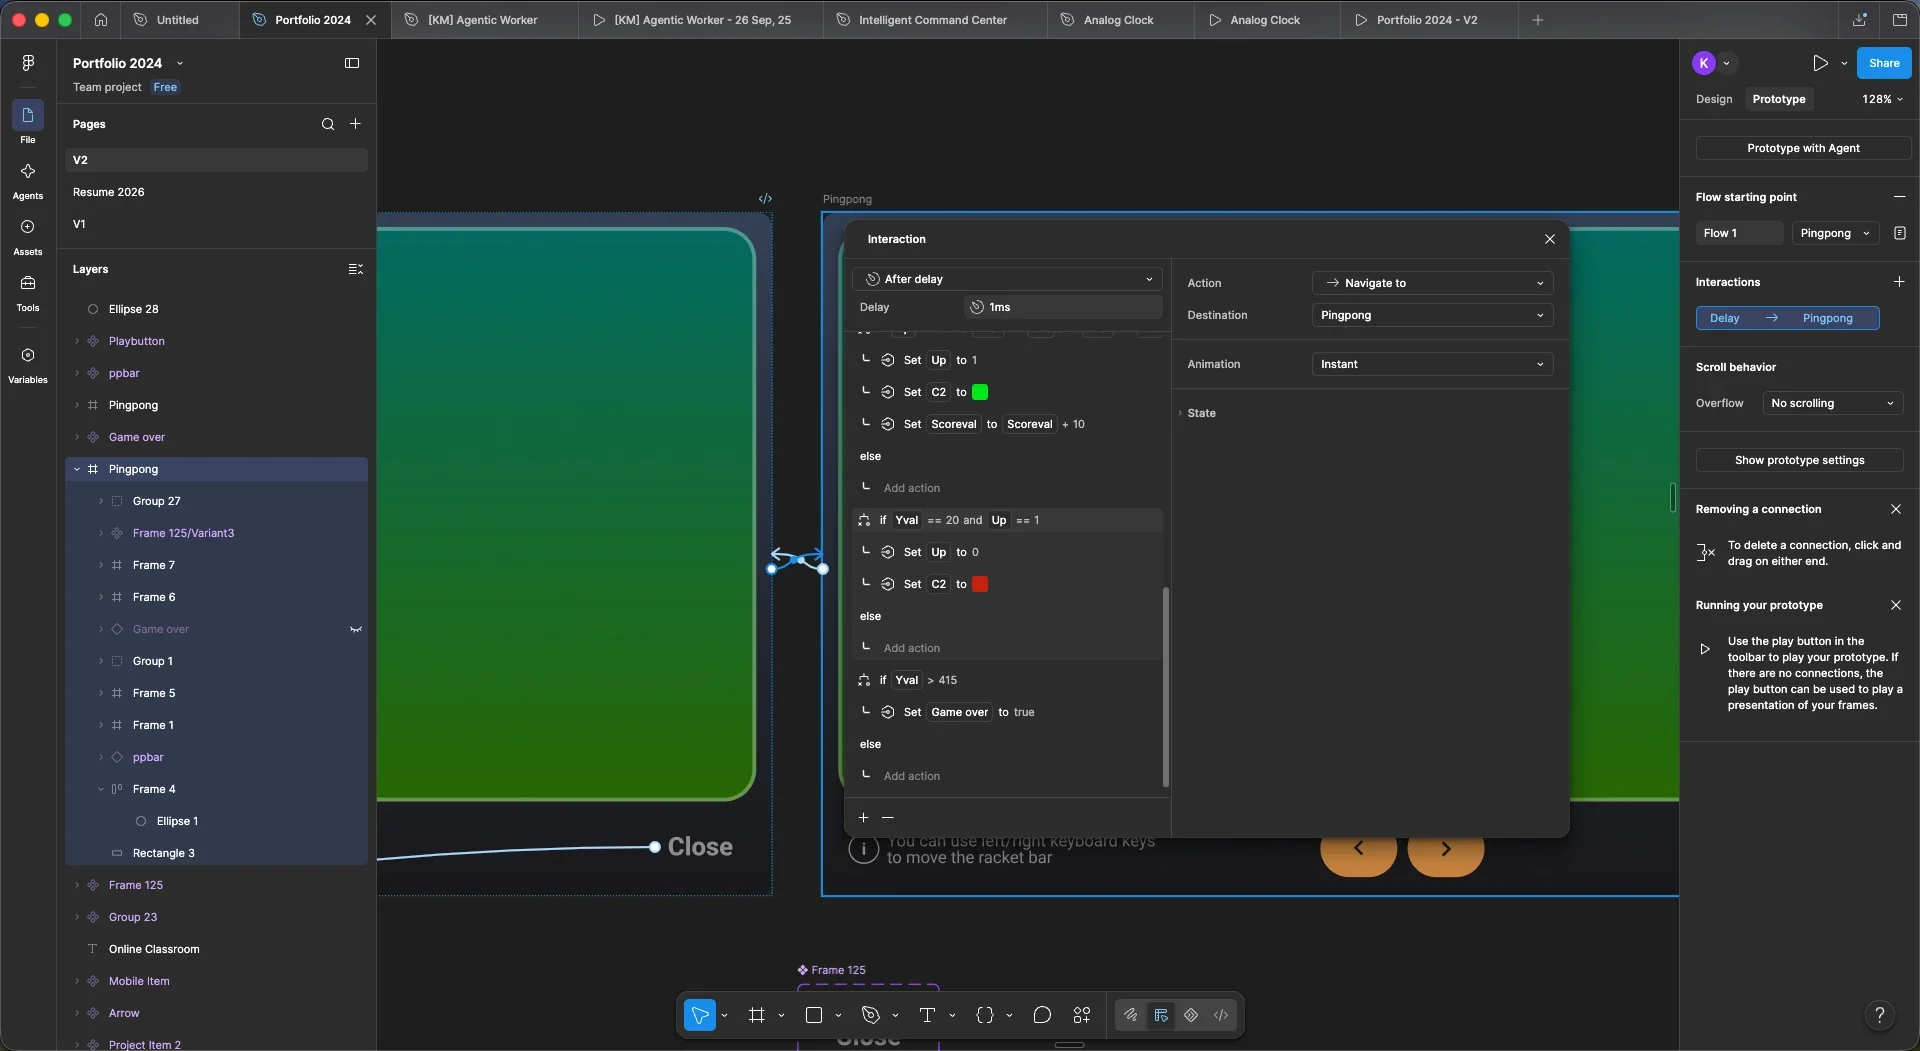 Untitled
Portfolio 2024
[KM] Agentic Worker
[KM] Agentic Worker - 26 Sep, 25
Intelligent Command Center
Analog Clock
Analog Clock
Portfolio 2024 - V2
File
Agents
Assets
Tools
Variables
Portfolio 2024
Team project Free
Pages
V2
Resume 2026
V1
Layers
Ellipse 28
Playbutton
ppbar
Pingpong
Game over
Pingpong
Group 27
Frame 125/Variant3
Frame 7
Frame 6
Game over
Group 1
Frame 5
Frame 1
ppbar
Frame 4
Ellipse 1
Rectangle 3
Frame 125
Group 23
Online Classroom
Mobile Item
Arrow
Project Item 2
Close
Pingpong
Interaction
After delay
Delay 1ms
Set Up to 1
Set C2 to
Set Scoreval to Scoreval + 10
else
Add action
if Yval == 20 and Up == 1
Set Up to 0
Set C2 to
else
Add action
if Yval > 415
Set Game over to true
else
Add action
Action Navigate to
Destination Pingpong
Animation Instant
State
You can use left/right keyboard keys
to move the racket bar
Frame 125
Close
K
Share
Design Prototype 128%
Prototype with Agent
Flow starting point
Flow 1 Pingpong
Interactions
Delay → Pingpong
Scroll behavior
Overflow No scrolling
Show prototype settings
Removing a connection
To delete a connection, click and
drag on either end.
Running your prototype
Use the play button in the
toolbar to play your prototype. If
there are no connections, the
play button can be used to play a
presentation of your frames.
?